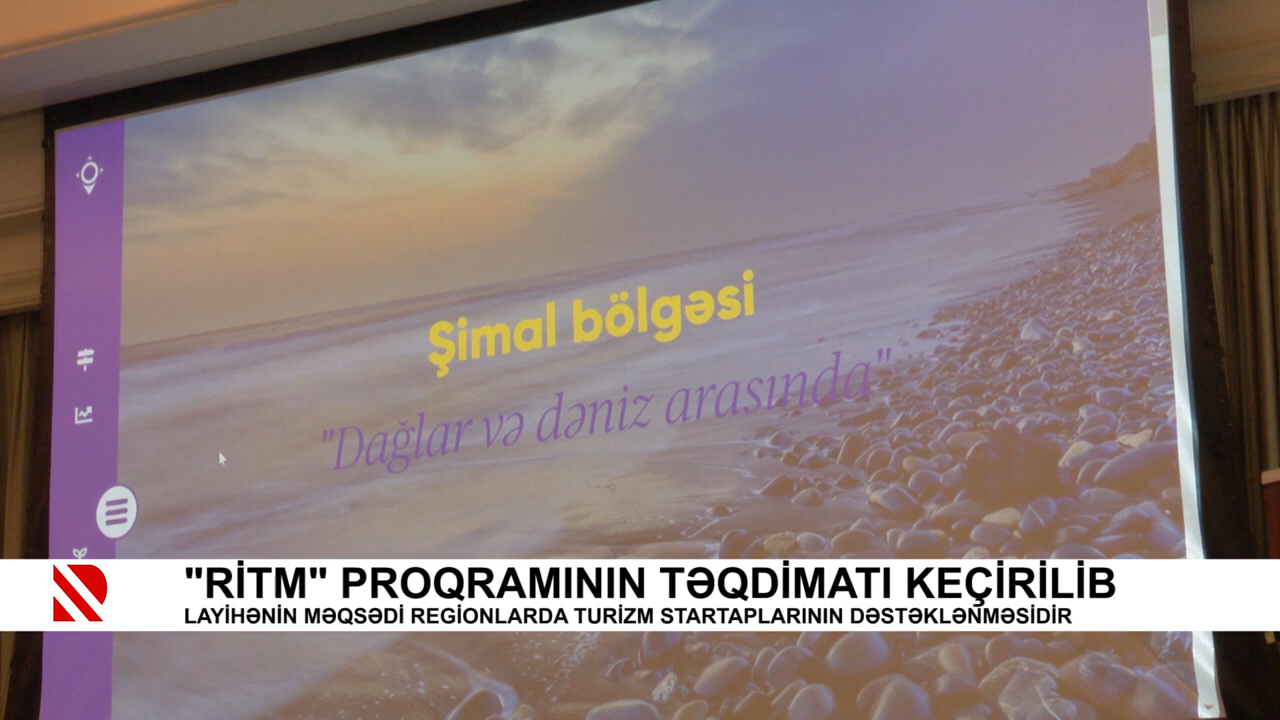 Şimal bölgəsi
"Dağlar və dəniz arasında"
"RİTM" PROQRAMININ TƏQDİMATI KEÇİRİLİB
LAYİHƏNİN MƏQSƏDİ REGIONLARDA TURİZM STARTAPLARININ DƏSTƏKLƏNMƏSİDİR